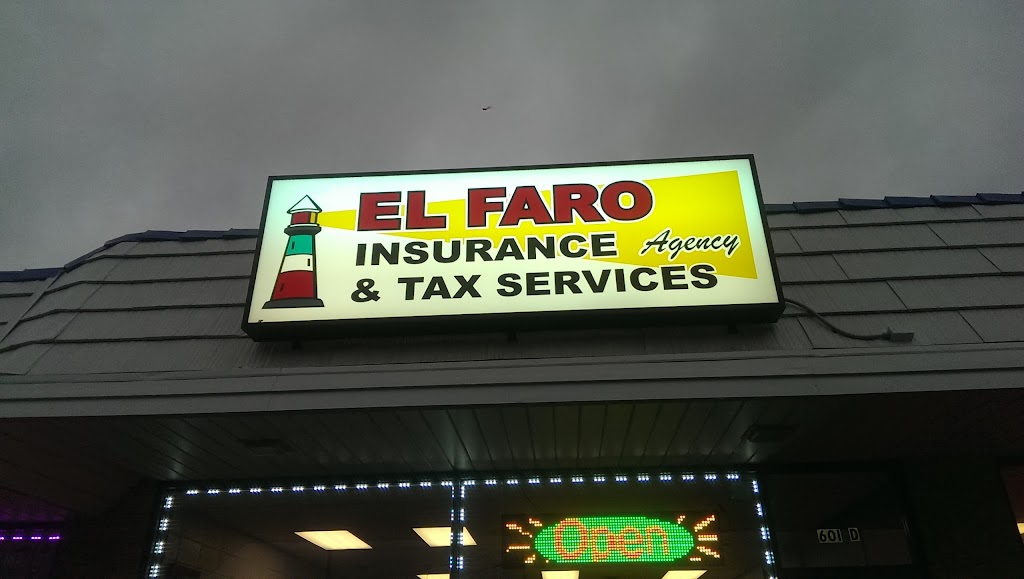 EL FARO
INSURANCE Agency
& TAX SERVICES
Open
601 D